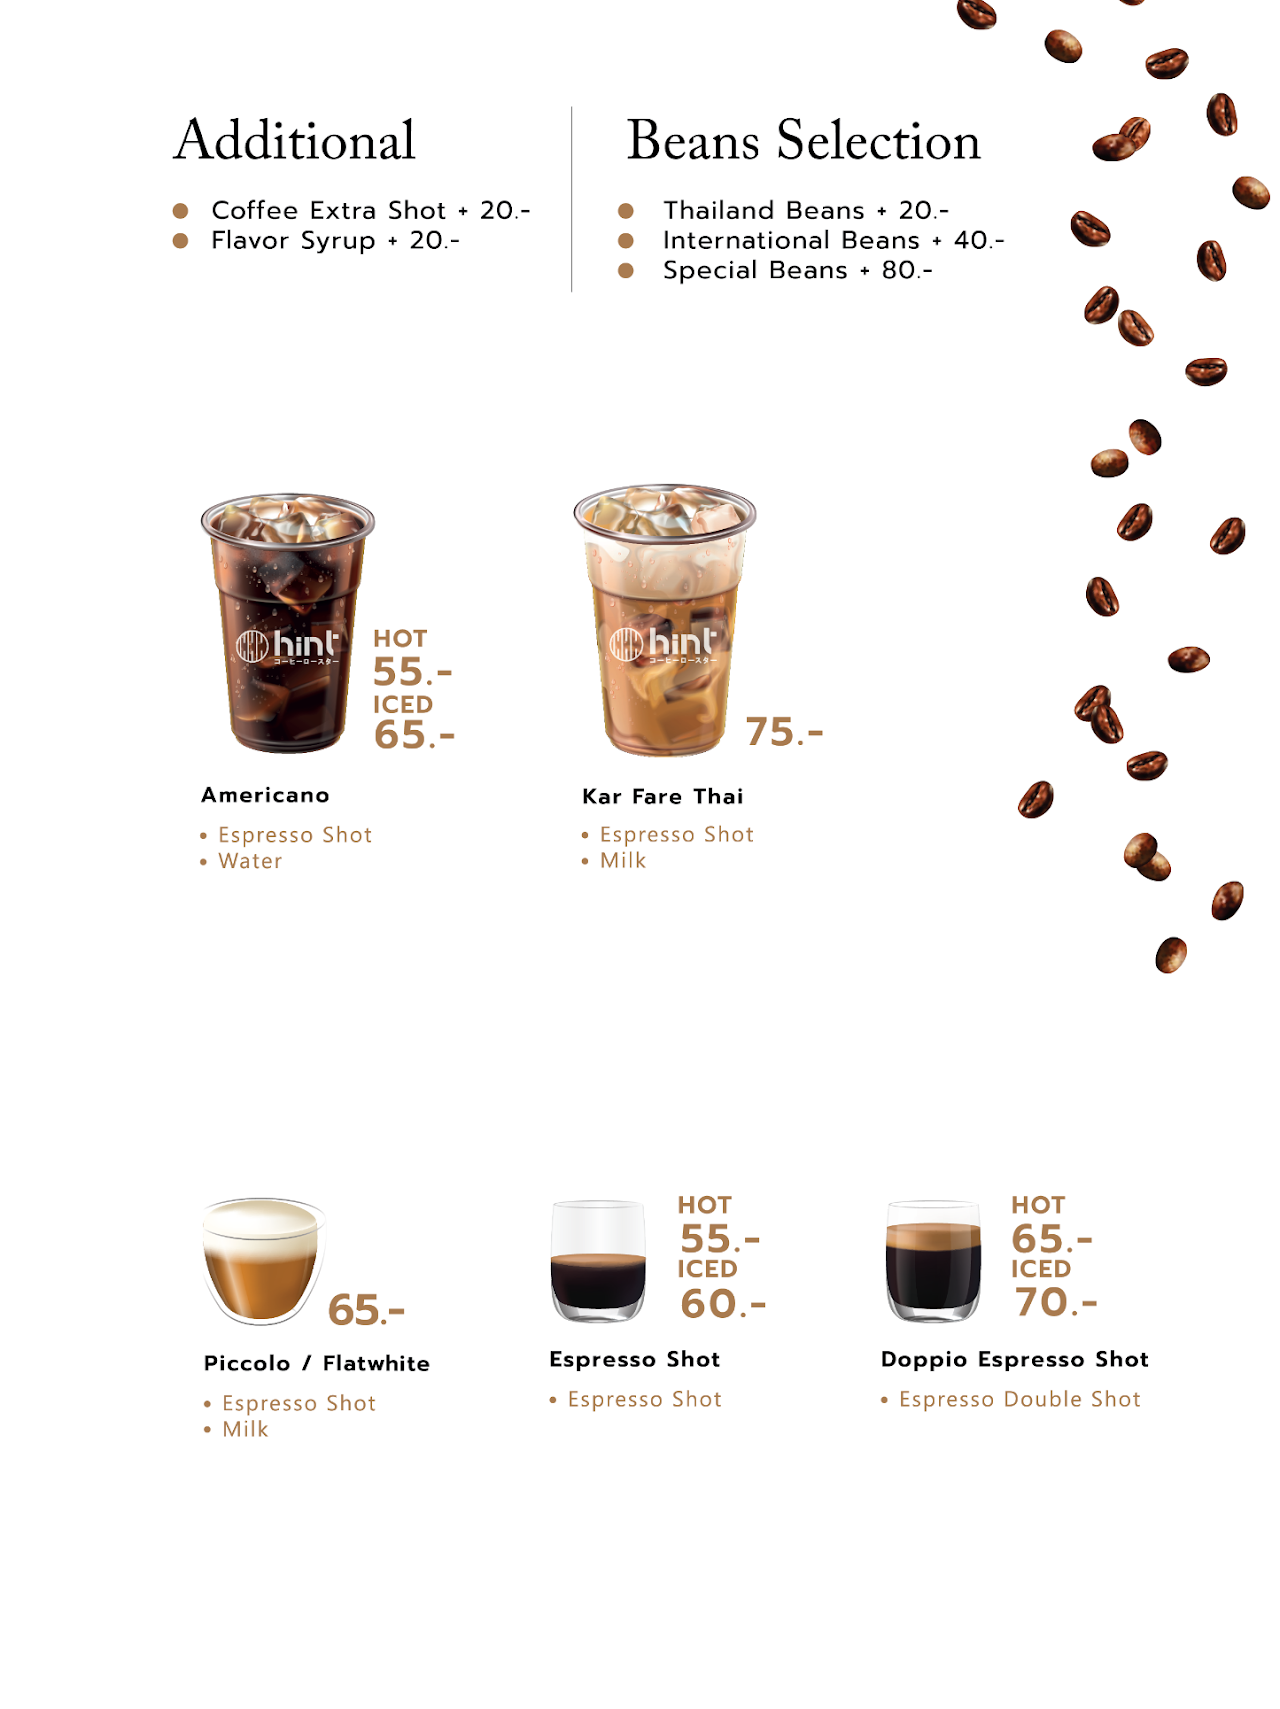 Additional
Coffee Extra Shot + 20.-
Flavor Syrup + 20.-
Beans Selection
Thailand Beans + 20.-
International Beans + 40.-
Special Beans + 80.-
hint
コーヒーロースター
HOT
55.-
ICED
65.-
Americano
• Espresso Shot
• Water
hint
コーヒーロースター
75.-
Kar Fare Thai
• Espresso Shot
• Milk
65.-
Piccolo / Flatwhite
• Espresso Shot
• Milk
HOT
55.-
ICED
60.-
Espresso Shot
• Espresso Shot
HOT
65.-
ICED
70.-
Doppio Espresso Shot
• Espresso Double Shot